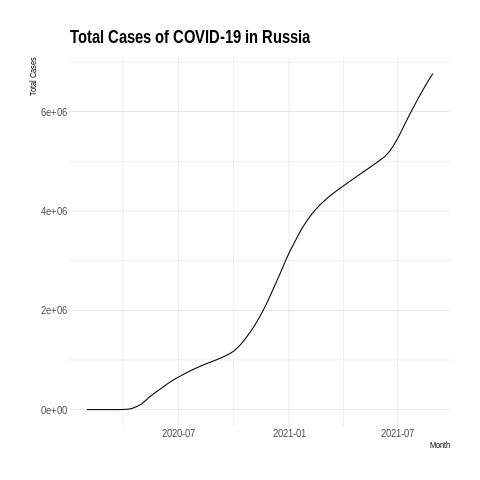 Total Cases of COVID-19 in Russia
Total Cases
6e+06
4e+06
2e+06
0e+00
2020-07 2021-01 2021-07
Month